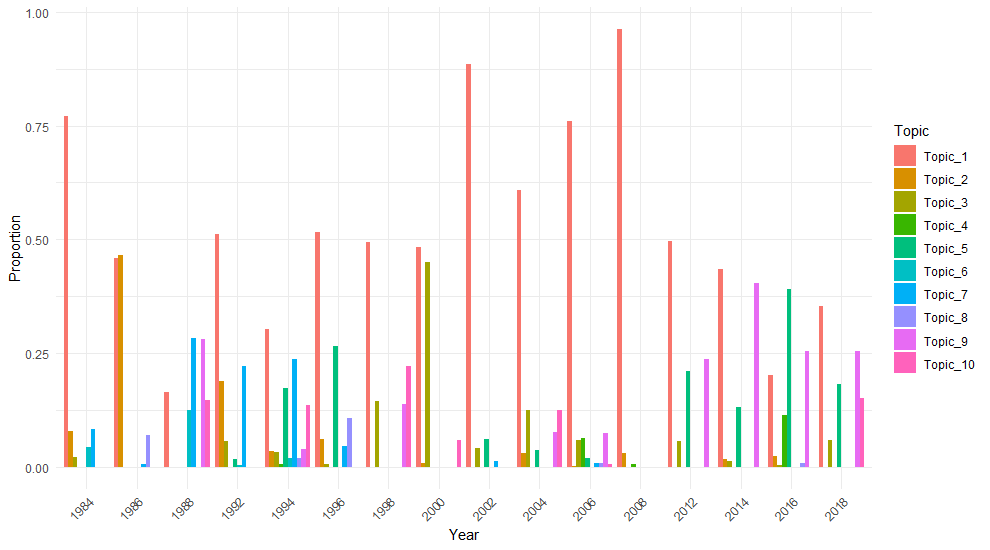 1.00
0.75
0.50
0.25
0.00
Proportion
1984
1986
1988
1992
1994
1996
1998
2000
2002
2004
2006
2008
2012
2014
2016
2018
Year
Topic
Topic_1
Topic_2
Topic_3
Topic_4
Topic_5
Topic_6
Topic_7
Topic_8
Topic_9
Topic_10